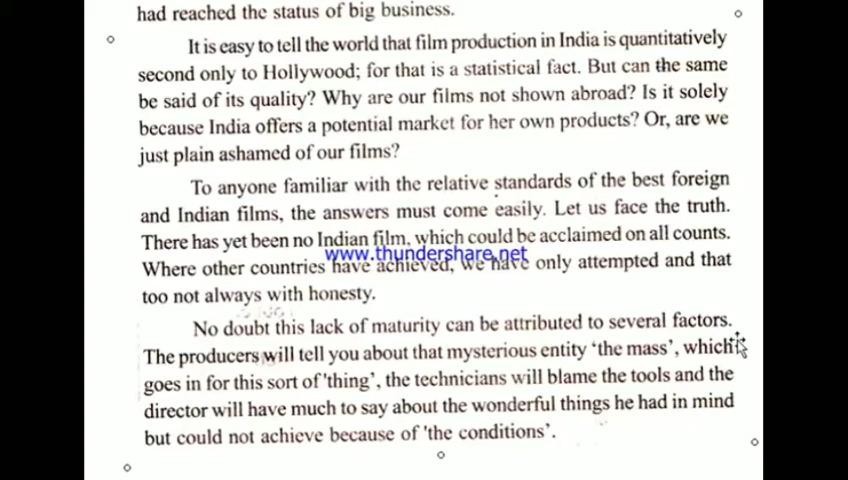 had reached the status of big business.
It is easy to tell the world that film production in India is quantitatively
second only to Hollywood; for that is a statistical fact. But can the same
be said of its quality? Why are our films not shown abroad? Is it solely
because India offers a potential market for her own products? Or, are we
just plain ashamed of our films?
To anyone familiar with the relative standards of the best foreign
and Indian films, the answers must come easily. Let us face the truth.
There has yet been no Indian film, which could be acclaimed on all counts.
www.thundershare.net
Where other countries have achieved, we have only attempted and that
too not always with honesty.
No doubt this lack of maturity can be attributed to several factors.
The producers will tell you about that mysterious entity ‘the mass’, which
goes in for this sort of 'thing’, the technicians will blame the tools and the
director will have much to say about the wonderful things he had in mind
but could not achieve because of 'the conditions’.